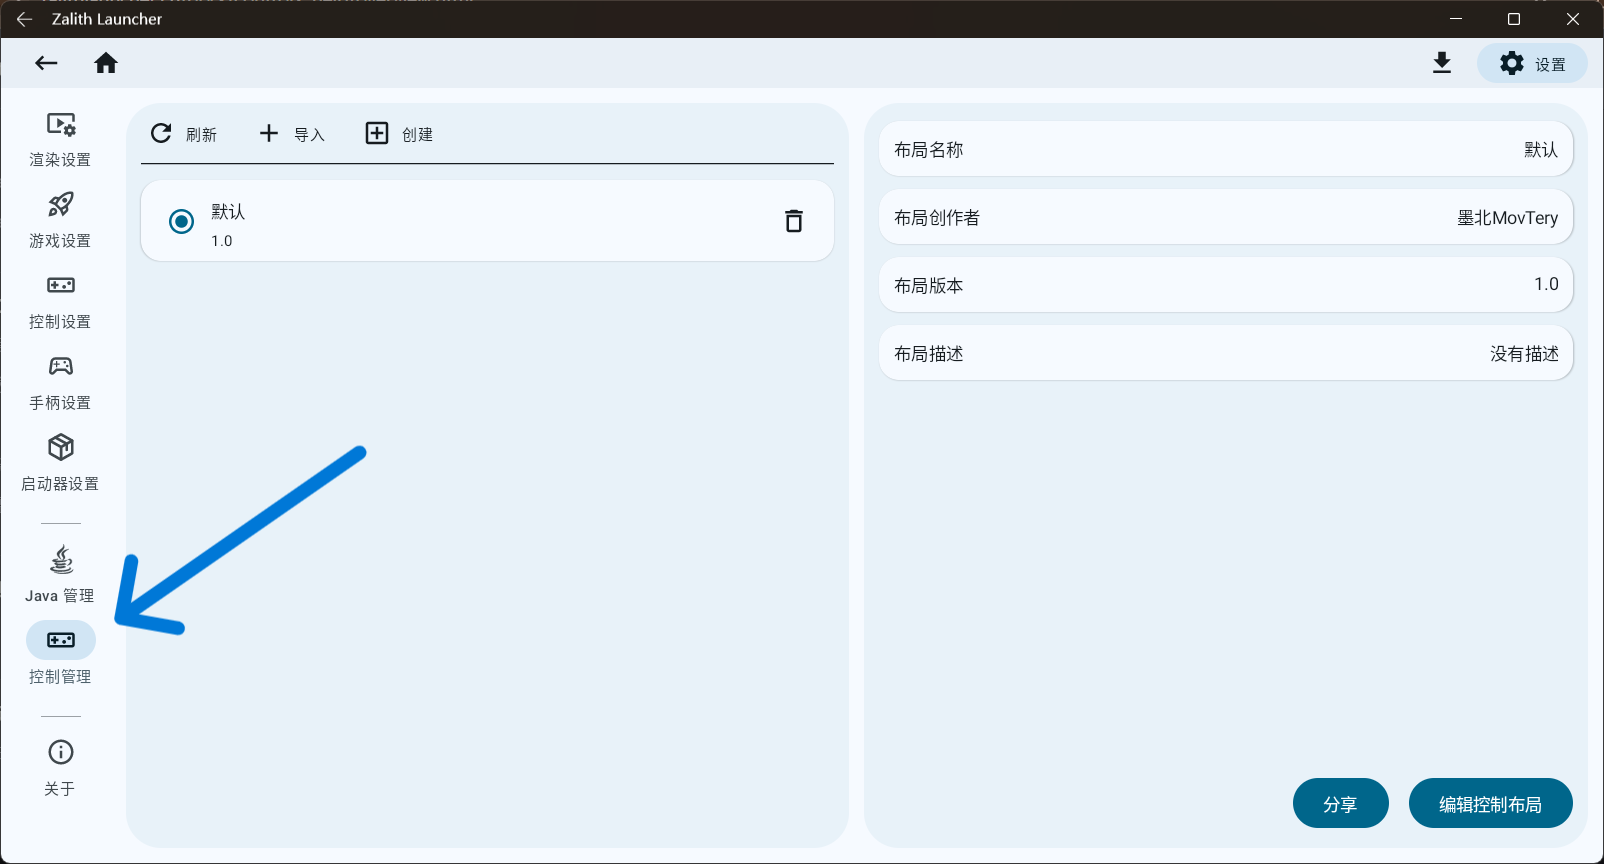 Zalith Launcher
设置
渲染设置
游戏设置
控制设置
手柄设置
启动器设置
Java 管理
控制管理
关于
刷新
导入
创建
默认
1.0
布局名称
默认
布局创作者
墨北MovTery
布局版本
1.0
布局描述
没有描述
分享
编辑控制布局